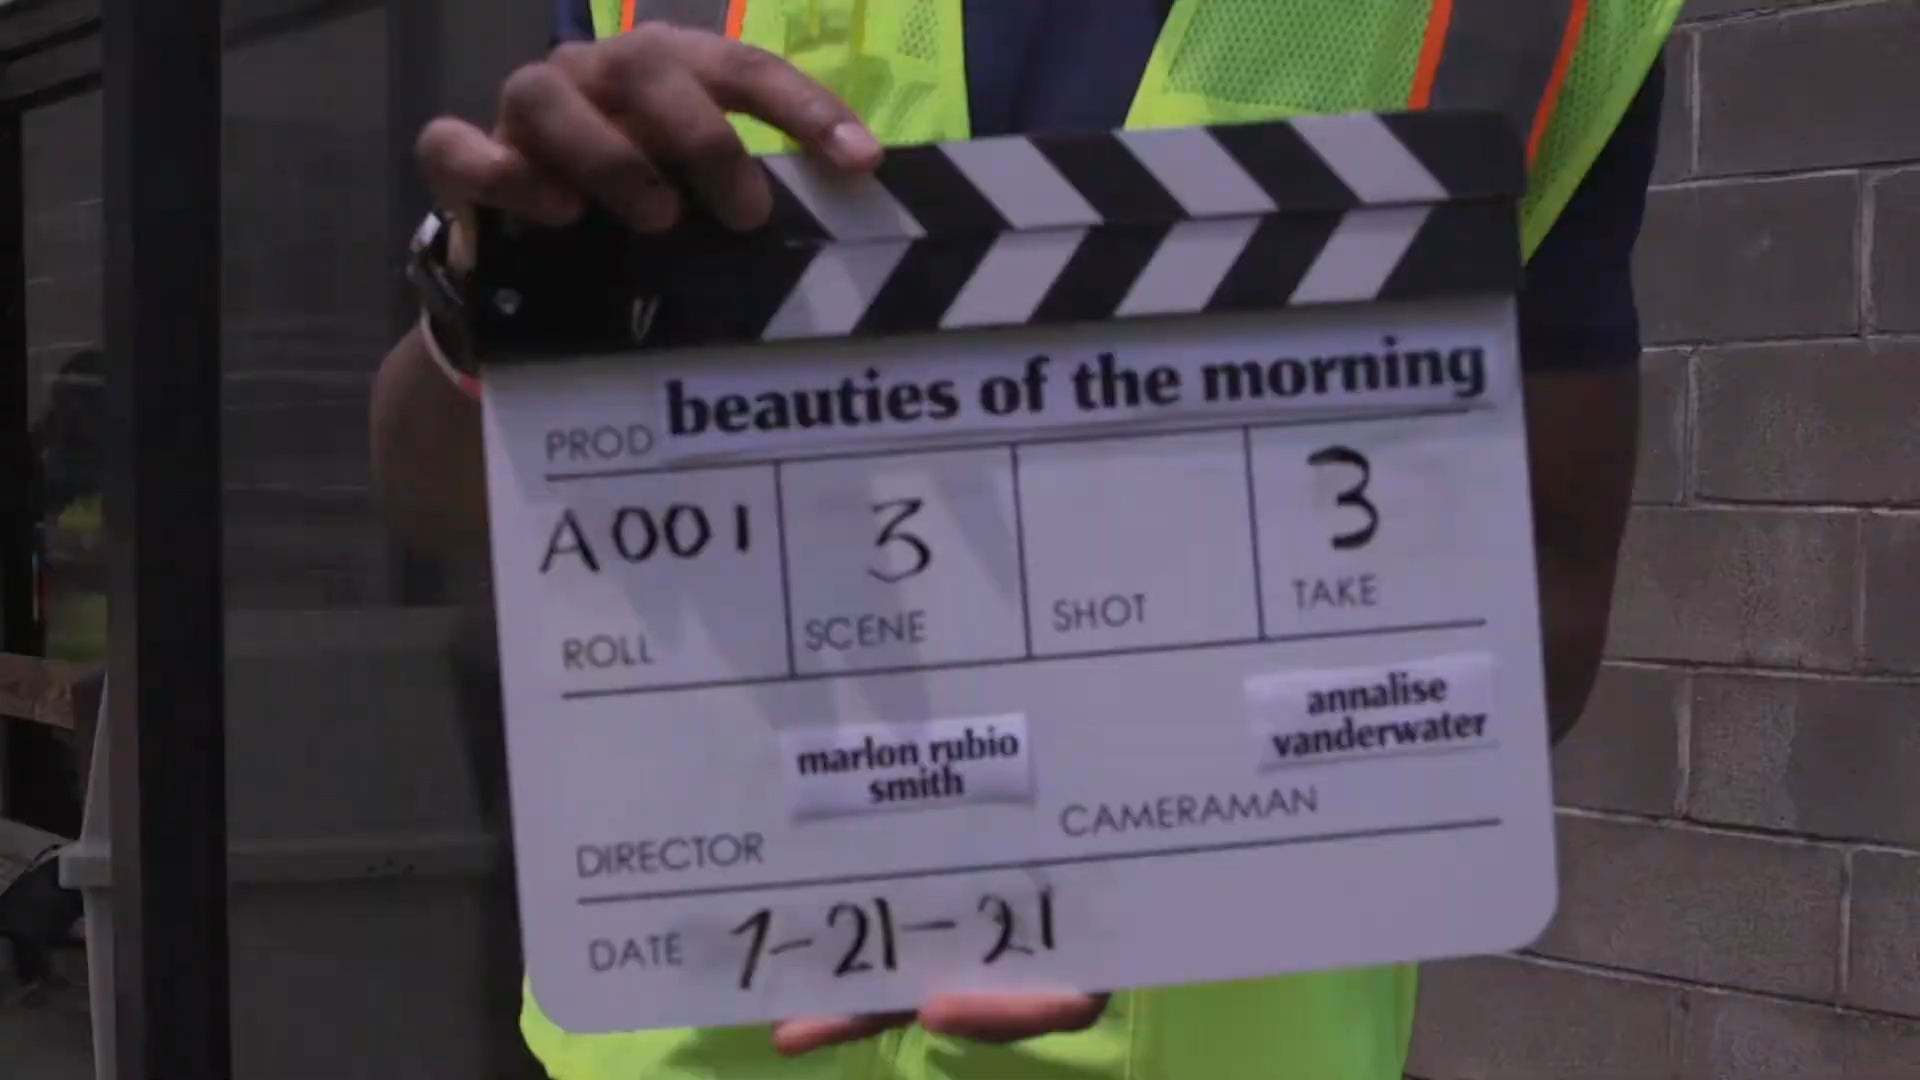 PROD beauties of the morning
A001 3 3
ROLL SCENE SHOT TAKE
marlon rubio
smith
annalise
vanderwater
DIRECTOR CAMERAMAN
DATE 7-21-21